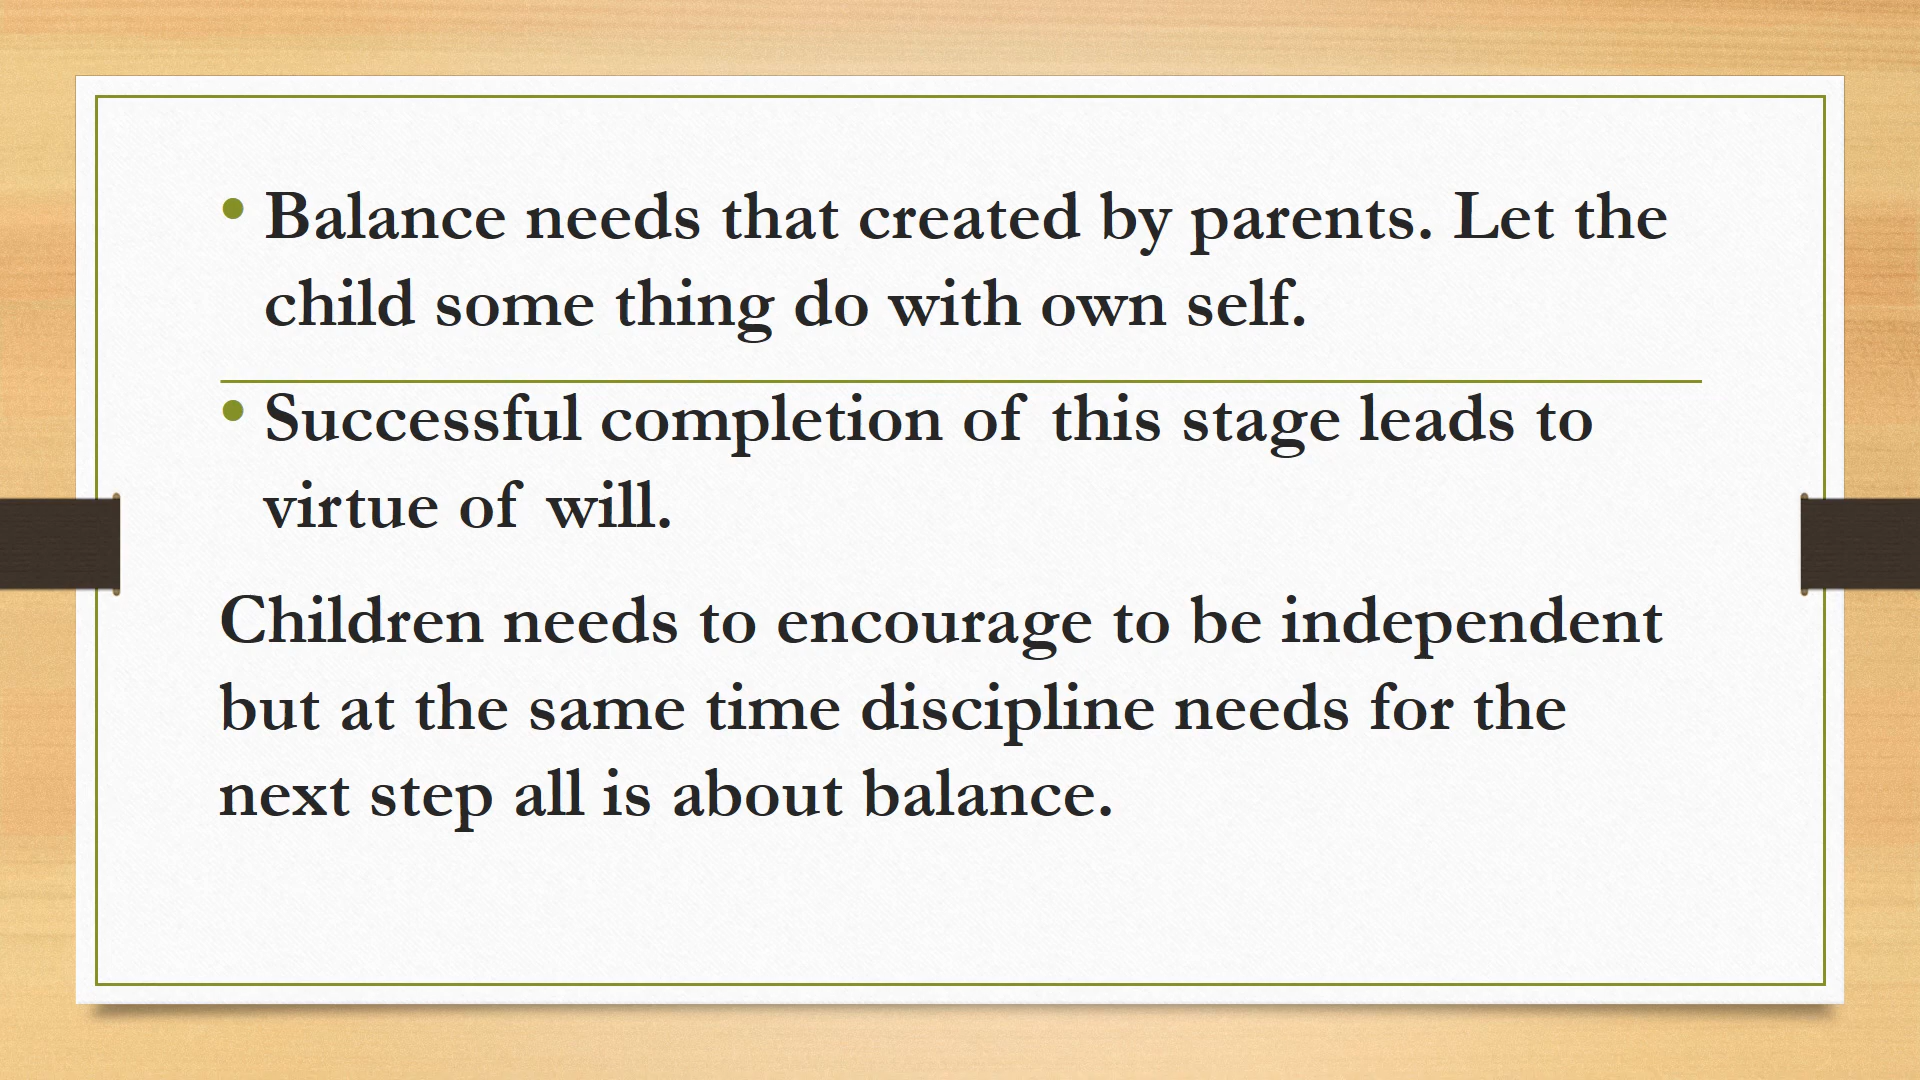 • Balance needs that created by parents. Let the
child some thing do with own self.
• Successful completion of this stage leads to
virtue of will.
Children needs to encourage to be independent
but at the same time discipline needs for the
next step all is about balance.